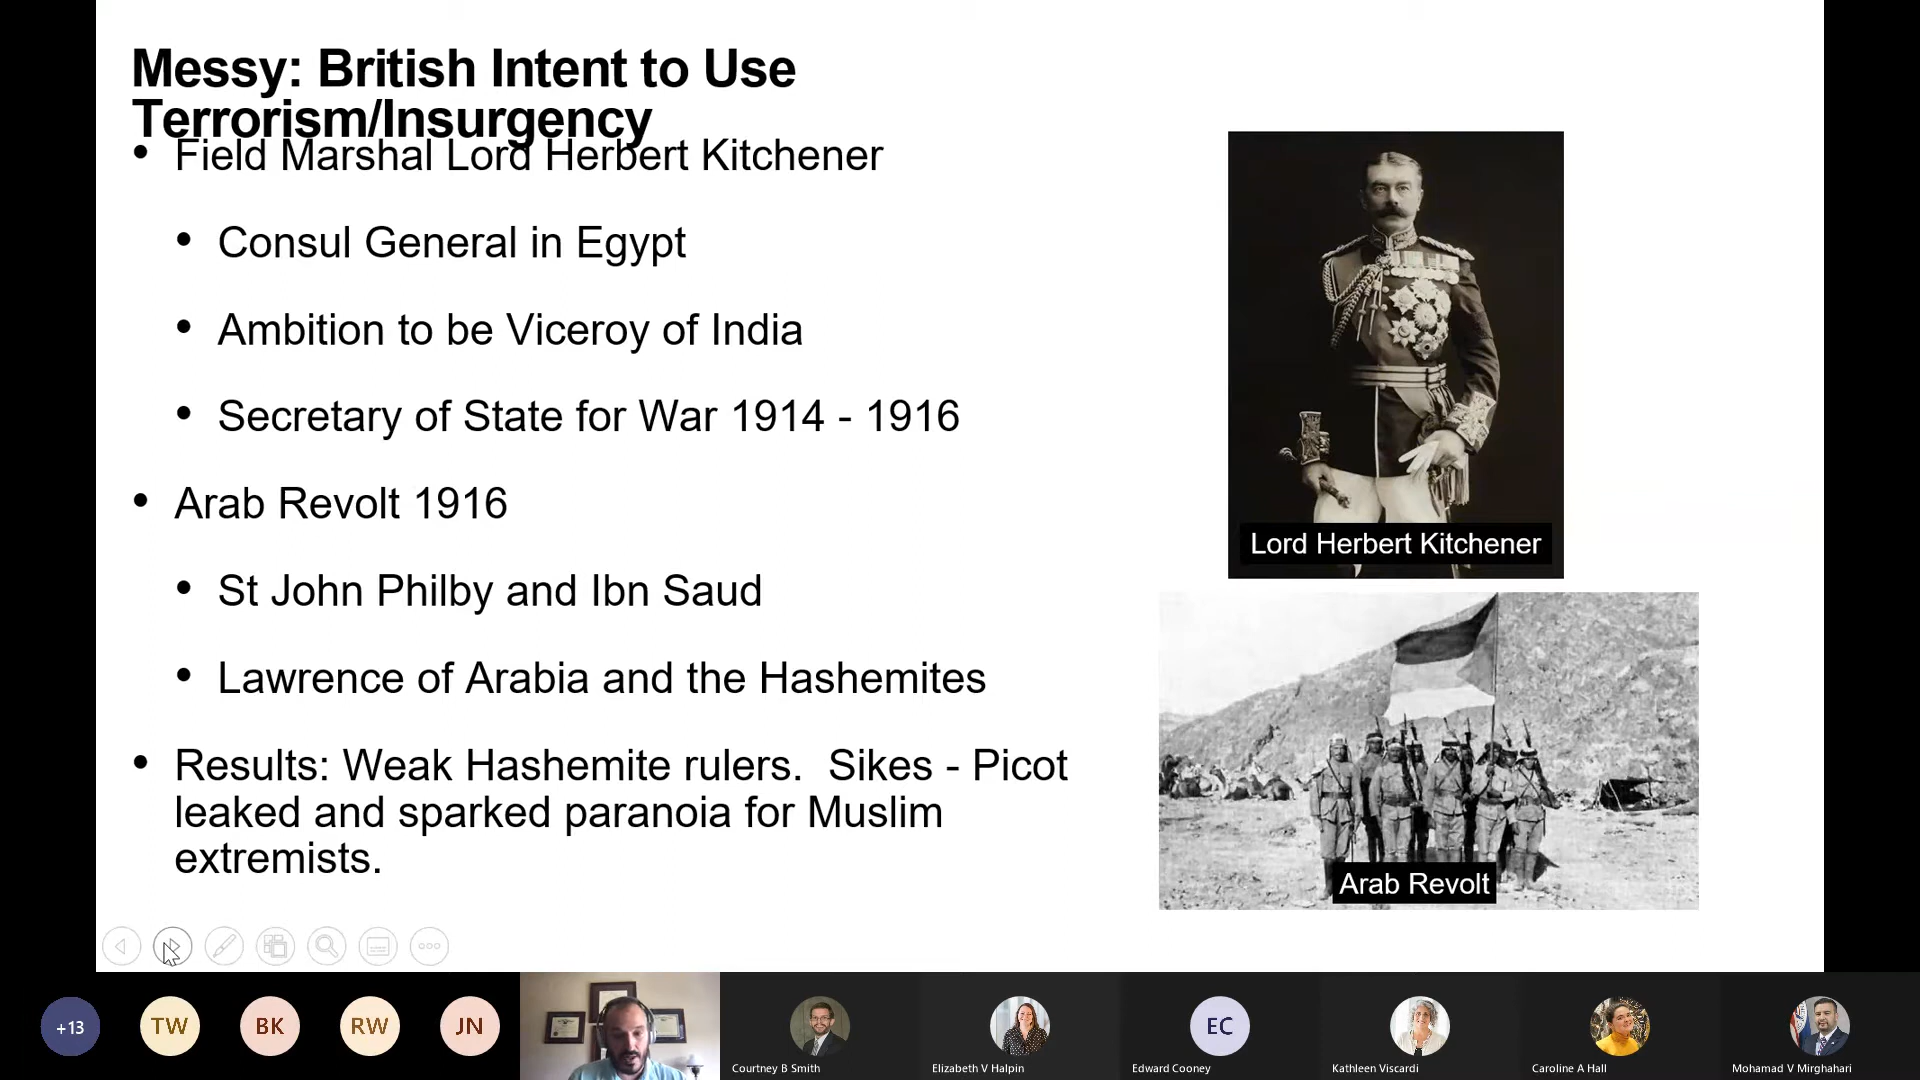 Messy: British Intent to Use
Terrorism/Insurgency
• Field Marshal Lord Herbert Kitchener
• Consul General in Egypt
• Ambition to be Viceroy of India
• Secretary of State for War 1914 - 1916
• Arab Revolt 1916
• St John Philby and Ibn Saud
• Lawrence of Arabia and the Hashemites
• Results: Weak Hashemite rulers.  Sikes - Picot
leaked and sparked paranoia for Muslim
extremists.
Lord Herbert Kitchener
Arab Revolt
+13
TW
BK
RW
JN
EC
Courtney B Smith
Elizabeth V Halpin
Edward Cooney
Kathleen Viscardi
Caroline A Hall
Mohamad V Mirghahari